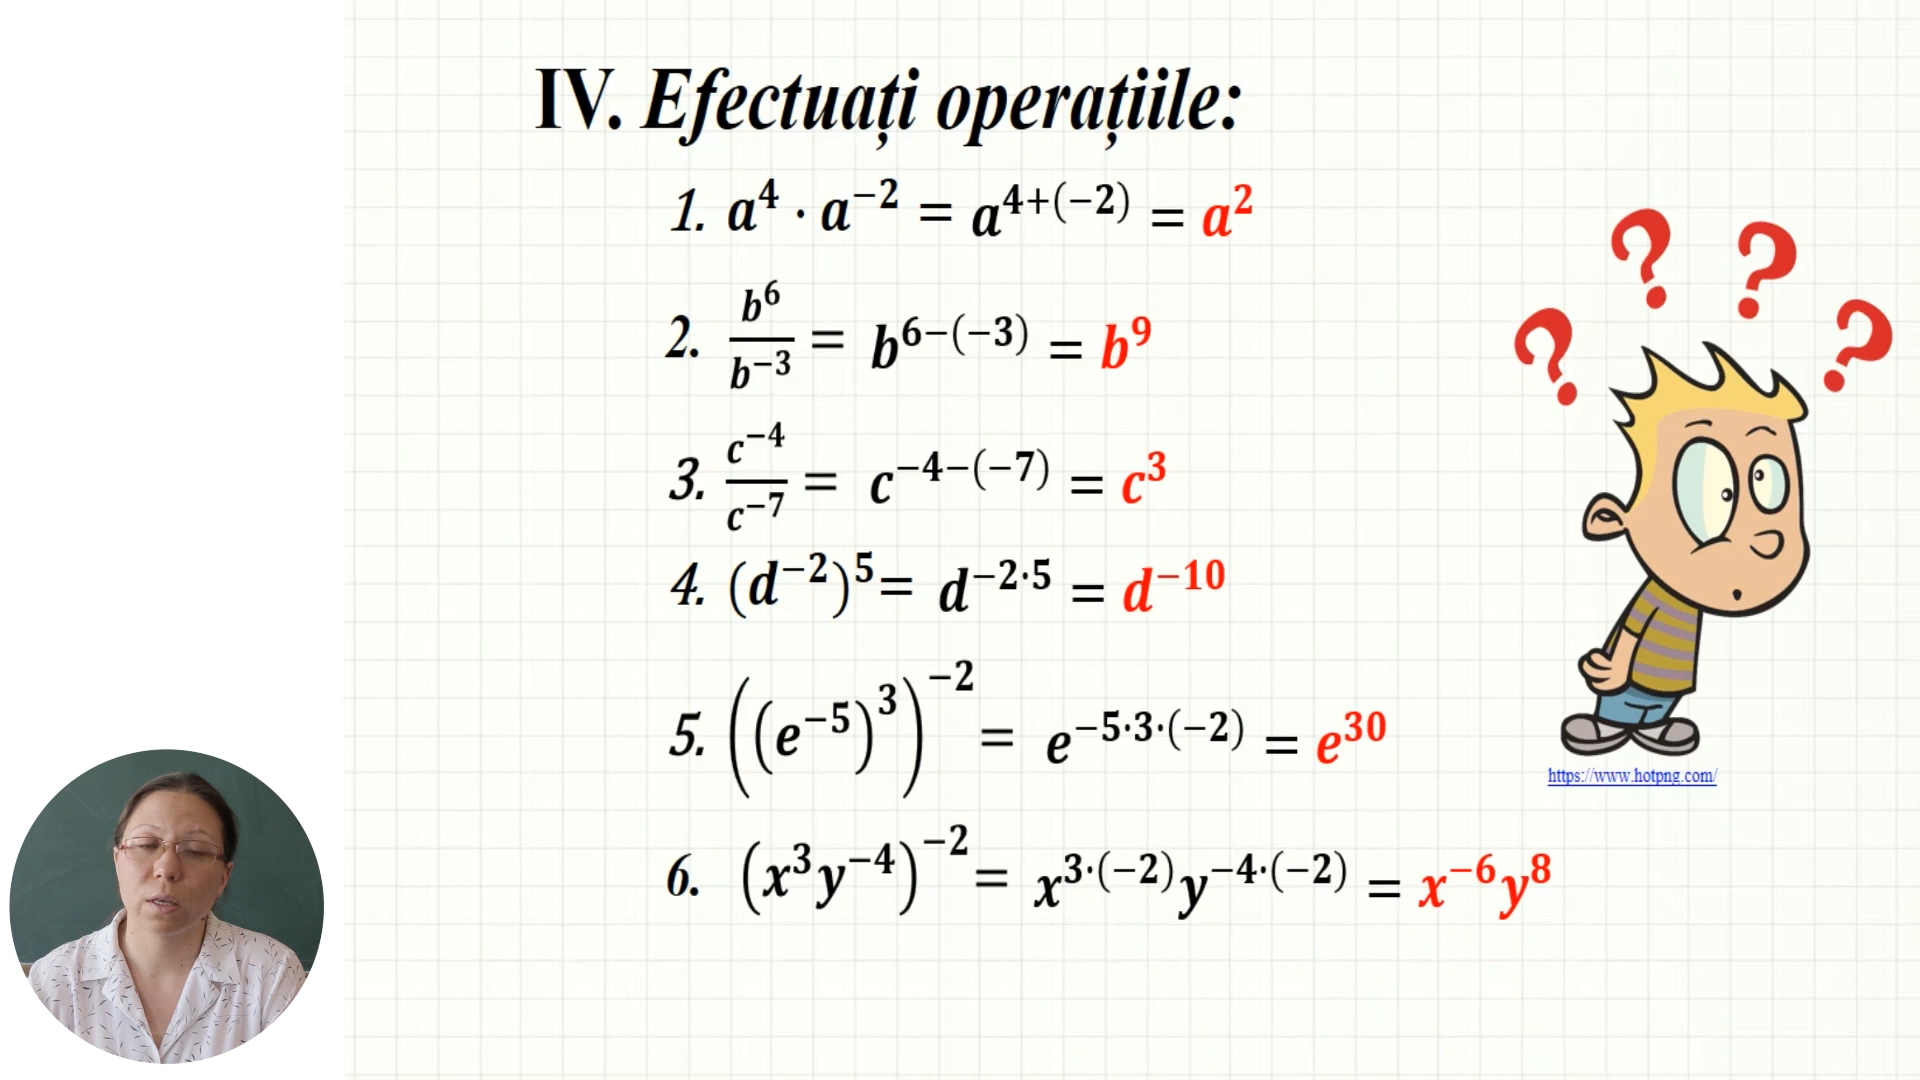 IV. Efectuați operațiile:
1. a⁴ · a⁻² = a⁴⁺⁽⁻²⁾ = a²
2. b⁶/b⁻³ = b⁶⁻⁽⁻³⁾ = b⁹
3. c⁻⁴/c⁻⁷ = c⁻⁴⁻⁽⁻⁷⁾ = c³
4. (d⁻²)⁵ = d^(−2·5) = d⁻¹⁰
5. ((e⁻⁵)³)⁻² = e^(−5·3·(−2)) = e³⁰
6. (x³y⁻⁴)⁻² = x^(3·(−2)) y^(−4·(−2)) = x⁻⁶y⁸
? ? ? ?
https://www.hotpng.com/